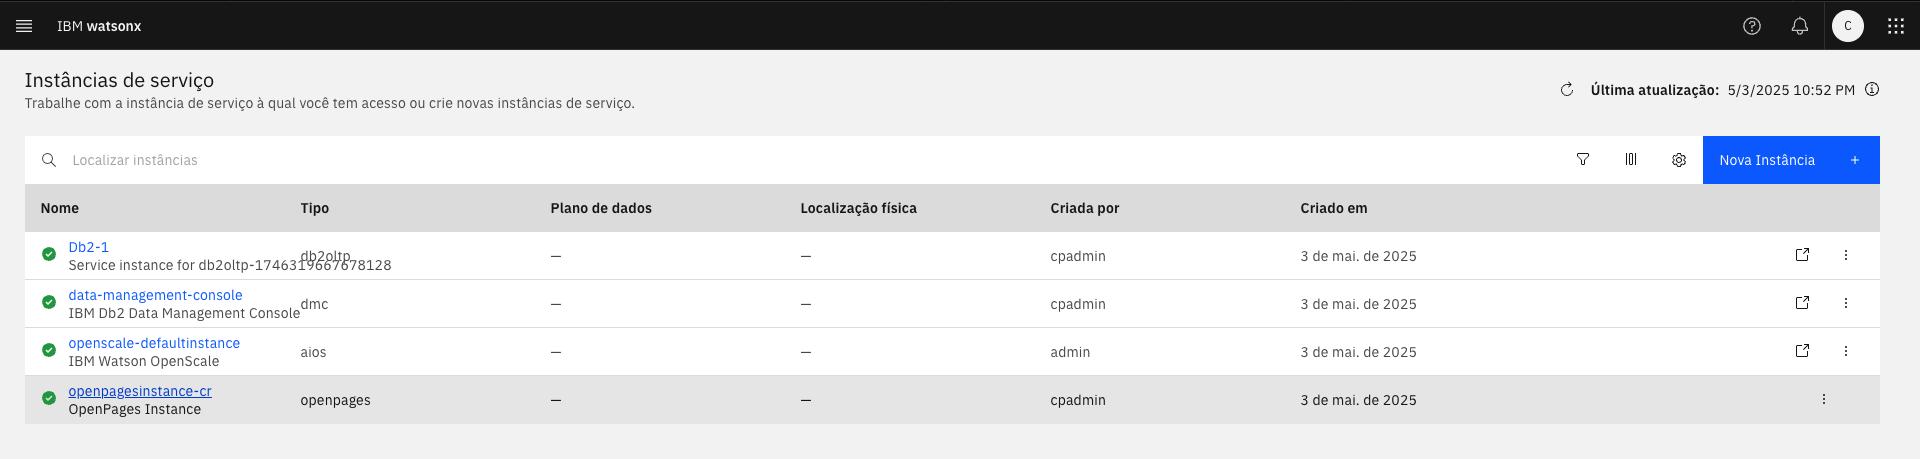 IBM watsonx
C
Instâncias de serviço
Trabalhe com a instância de serviço à qual você tem acesso ou crie novas instâncias de serviço.
Última atualização: 5/3/2025 10:52 PM
Localizar instâncias
Nova Instância +
Nome Tipo Plano de dados Localização física Criada por Criado em
Db2-1
Service instance for db2oltp-1746319667678128
db2oltp — — cpadmin 3 de mai. de 2025
data-management-console
IBM Db2 Data Management Console
dmc — — cpadmin 3 de mai. de 2025
openscale-defaultinstance
IBM Watson OpenScale
aios — — admin 3 de mai. de 2025
openpagesinstance-cr
OpenPages Instance
openpages — — cpadmin 3 de mai. de 2025